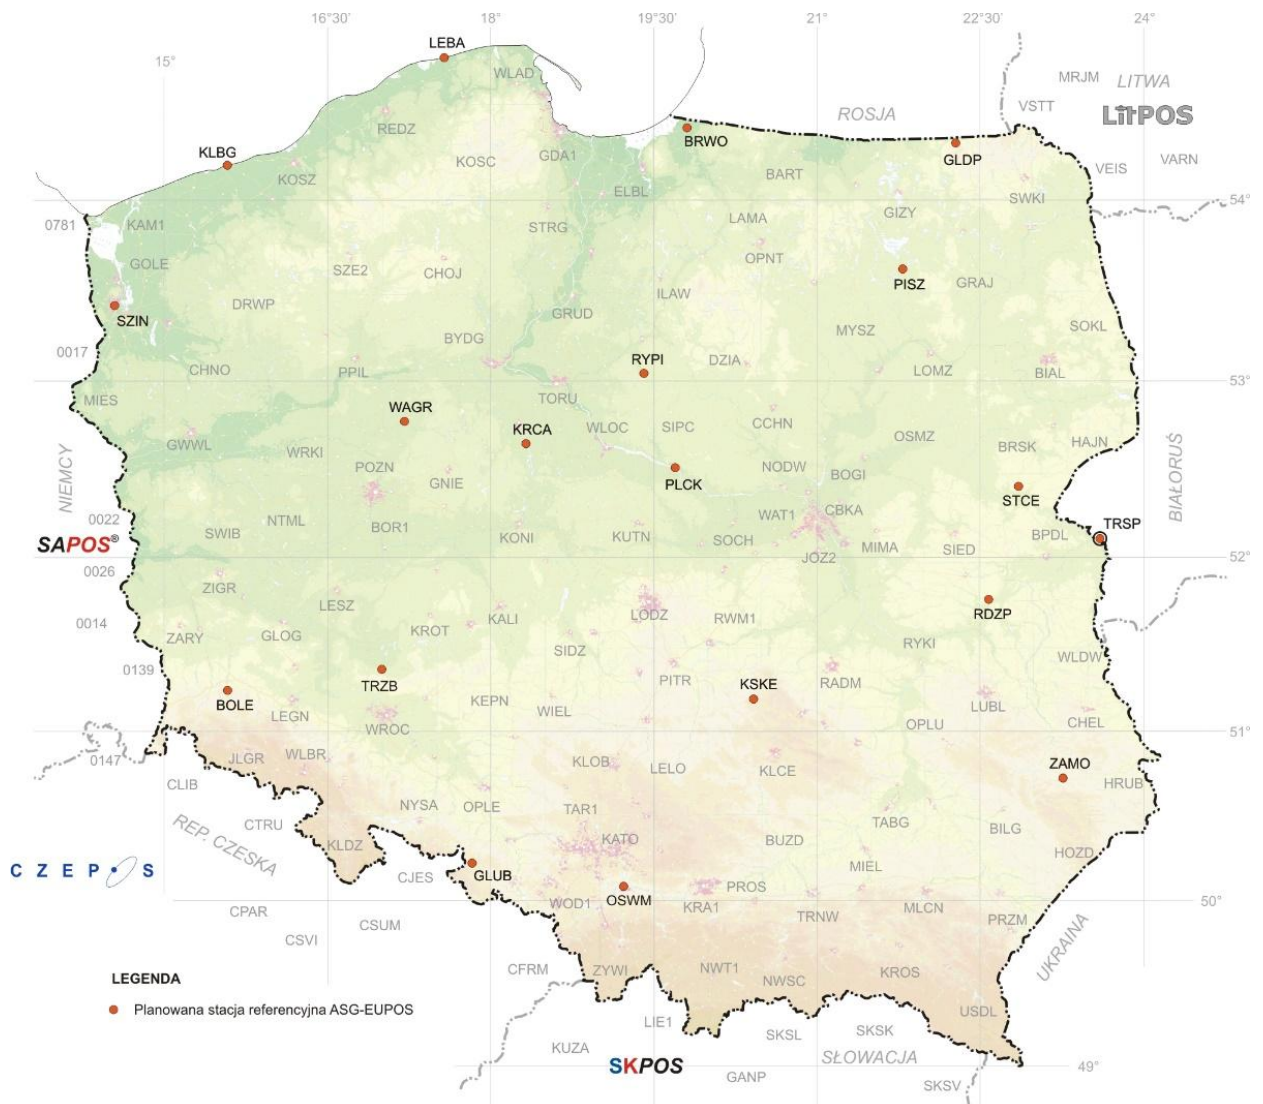 16°30' 18° 19°30' 21° 22°30' 24°
LEBA
15°
WLAD
MRJM
LITWA
VSTT
LitPOS
ROSJA
REDZ
BRWO
GLDP
KLBG
KOSC
GDA1
VEIS
VARN
KOSZ
BART
ELBL
SWKI
54°
0781
KAM1
STRG
LAMA
GIZY
GOLE
SZE2
CHOJ
OPNT
PISZ
GRAJ
DRWP
ILAW
SZIN
GRUD
MYSZ
SOKL
BYDG
0017
RYPI
DZIA
CHNO
PPIL
LOMZ
BIAL
53°
MIES
WAGR
TORU
KRCA
WLOC
SIPC
CCHN
OSMZ
HAJN
GWWL
WRKI
BRSK
NIEMCY
BIAŁORUŚ
POZN
GNIE
NODW
BOGI
PLCK
STCE
0022
NTML
BOR1
WAT1
CBKA
TRSP
SAPOS®
SWIB
KONI
KUTN
SOCH
MIMA
SIED
BPDL
JOZ2
52°
0026
ZIGR
LESZ
KALI
LODZ
RWM1
RDZP
0014
ZARY
GLOG
KROT
SIDZ
RYKI
WLDW
0139
TRZB
PITR
KSKE
RADM
BOLE
LEGN
KEPN
WIEL
LUBL
WROC
OPLU
CHEL
51°
0147
JLGR
WLBR
KLOB
LELO
KLCE
ZAMO
CLIB
HRUB
NYSA
OPLE
TAR1
REP. CZESKA
CTRU
TABG
BILG
KLDZ
KATO
BUZD
HOZD
CZEPOS
CJES
GLUB
MIEL
OSWM
PROS
50°
CPAR
WOD1
KRA1
TRNW
MLCN
PRZM
CSUM
CSVI
UKRAINA
CFRM
ZYWI
NWT1
NWSC
KROS
LEGENDA
Planowana stacja referencyjna ASG-EUPOS
USDL
LIE1
SKSL
SKSK
KUZA
SŁOWACJA
SKPOS
49°
GANP
SKSV